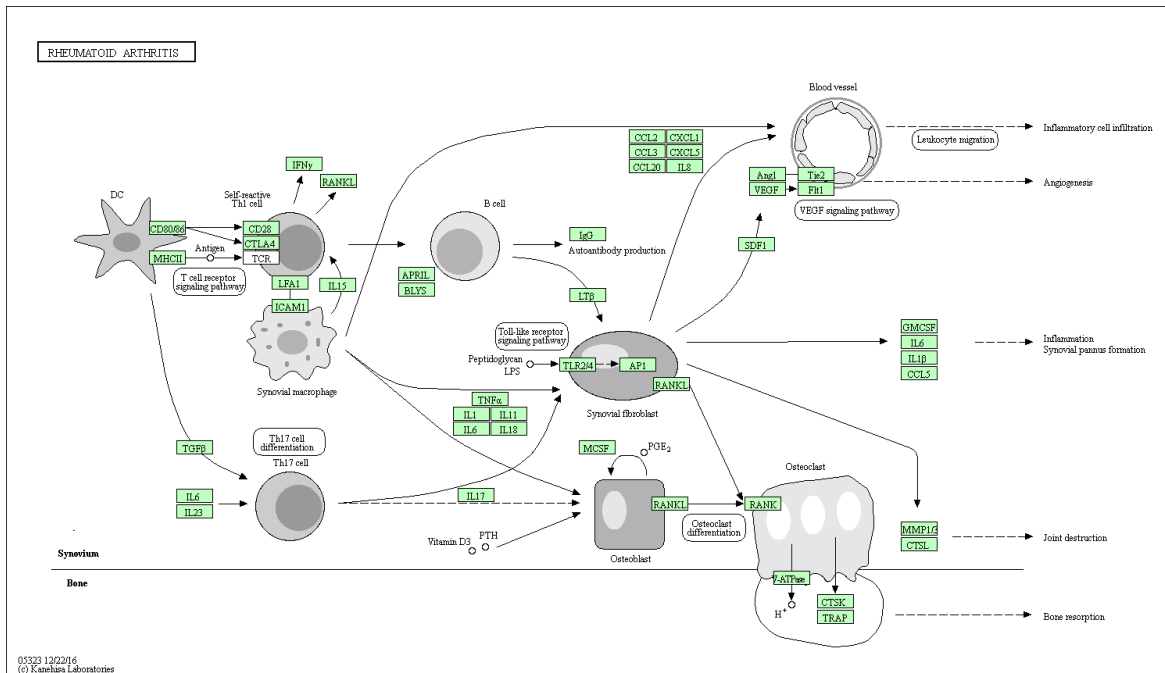 RHEUMATOID ARTHRITIS
Blood vessel
CCL2
CXCL1
CCL3
CXCL5
CCL20
IL8
Inflammatory cell infiltration
Leukocyte migration
IFNγ
RANKL
Ang1
Tie2
VEGF
Flt1
Angiogenesis
VEGF signaling pathway
DC
Self-reactive
Th1 cell
B cell
CD80/86
CD28
CTLA4
Antigen
MHCII
TCR
T cell receptor
signaling pathway
LFA1
IL15
ICAM1
Synovial macrophage
APRIL
BLYS
IgG
Autoantibody production
SDF1
LTβ
Toll-like receptor
signaling pathway
Peptidoglycan
LPS
TLR2/4
AP1
RANKL
Synovial fibroblast
GMCSF
IL6
IL1β
CCL5
Inflammation
Synovial pannus formation
TNFα
IL1
IL11
IL6
IL18
TGFβ
Th17 cell
differentiation
Th17 cell
IL6
IL23
IL17
MCSF
PGE2
Osteoclast
RANKL
RANK
Osteoclast
differentiation
Vitamin D3
PTH
Osteoblast
MMP1/3
CTSL
Joint destruction
Synovium
Bone
V-ATPase
H+
CTSK
TRAP
Bone resorption
05323 12/22/16
(c) Kanehisa Laboratories